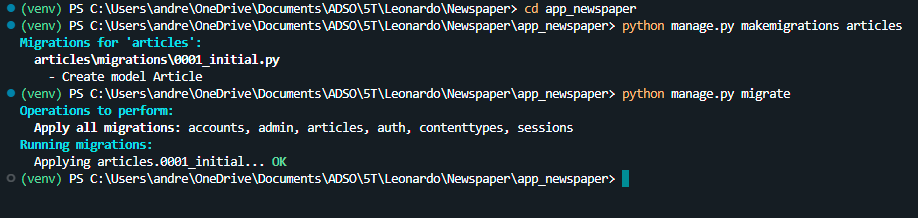 (venv) PS C:\Users\andre\OneDrive\Documents\ADSO\5T\Leonardo\Newspaper> cd app_newspaper
(venv) PS C:\Users\andre\OneDrive\Documents\ADSO\5T\Leonardo\Newspaper\app_newspaper> python manage.py makemigrations articles
Migrations for 'articles':
  articles\migrations\0001_initial.py
    - Create model Article
(venv) PS C:\Users\andre\OneDrive\Documents\ADSO\5T\Leonardo\Newspaper\app_newspaper> python manage.py migrate
Operations to perform:
  Apply all migrations: accounts, admin, articles, auth, contenttypes, sessions
Running migrations:
  Applying articles.0001_initial... OK
(venv) PS C:\Users\andre\OneDrive\Documents\ADSO\5T\Leonardo\Newspaper\app_newspaper>